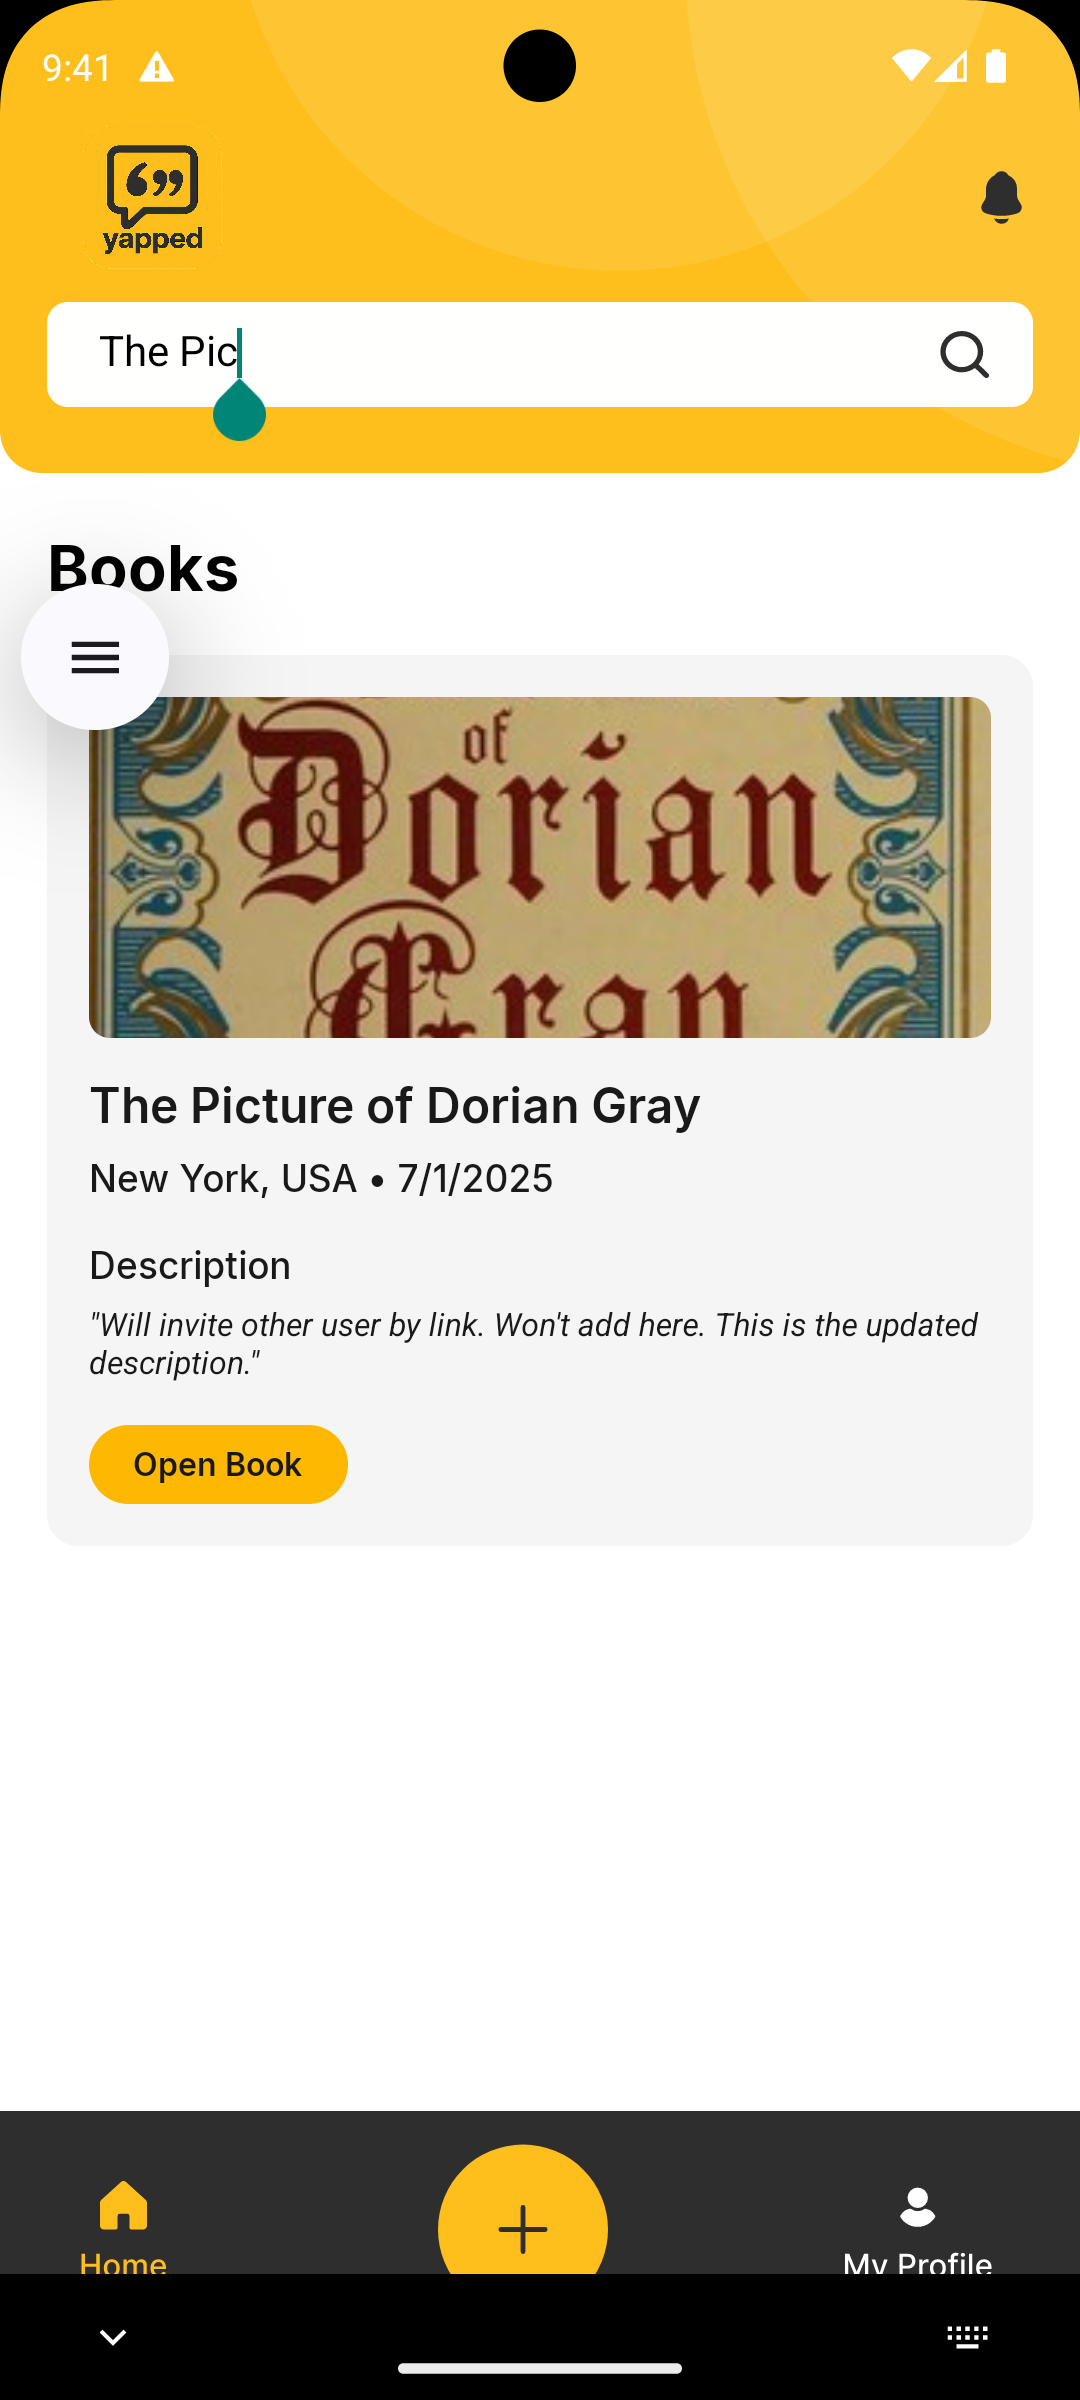 9:41
yapped
The Pic
Books
of
Dorian
Gray
The Picture of Dorian Gray
New York, USA • 7/1/2025
Description
"Will invite other user by link. Won't add here. This is the updated
description."
Open Book
Home
My Profile